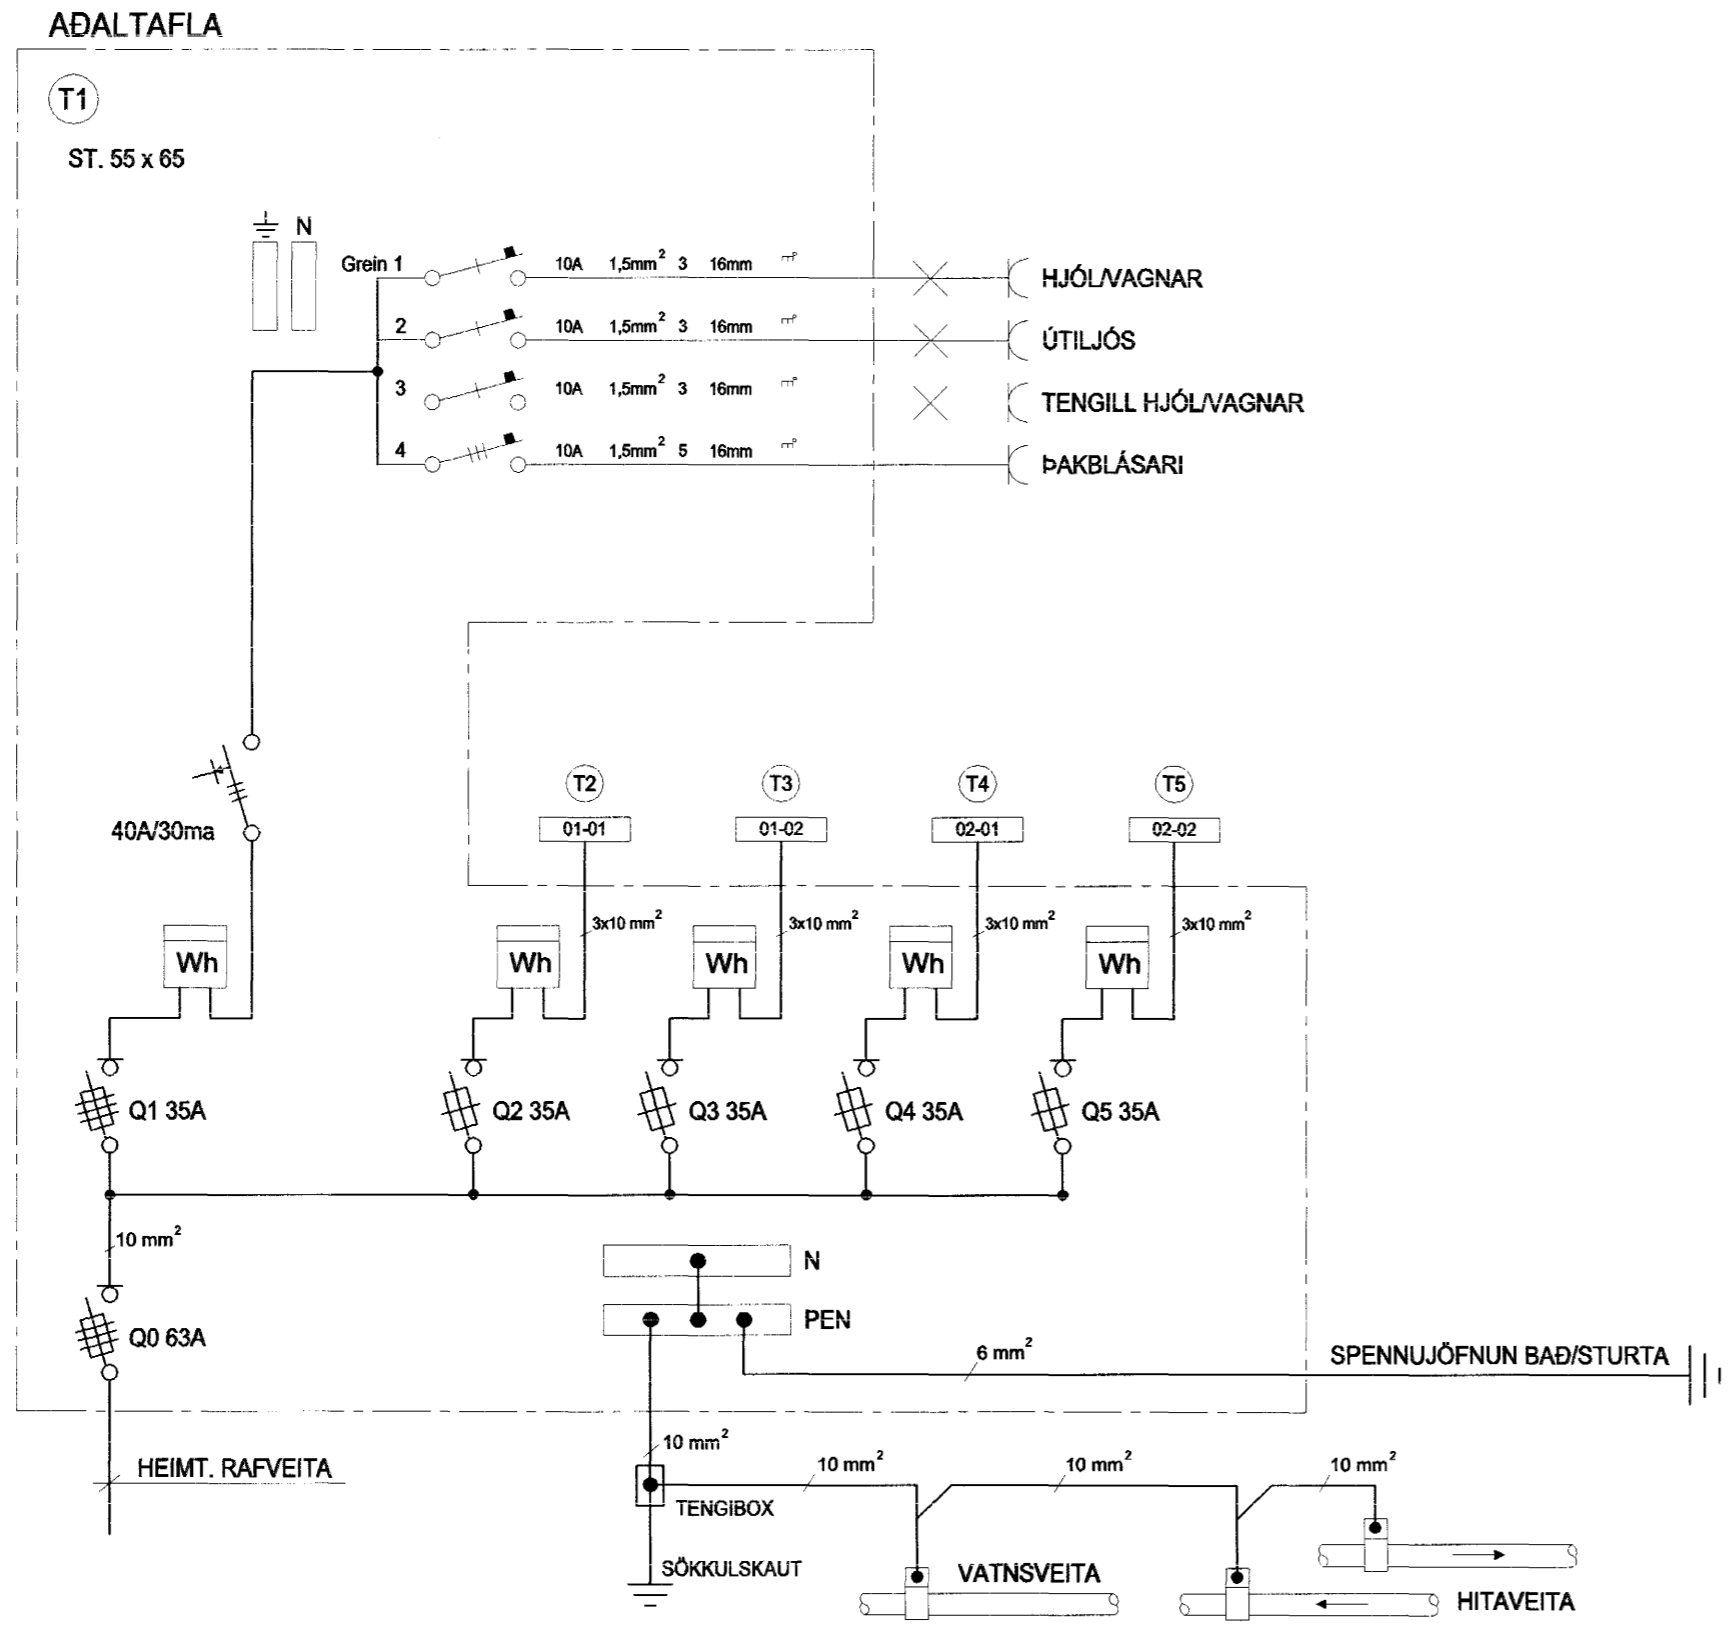 AÐALTAFLA
T1
ST. 55 x 65
N
Grein 1 10A 1,5mm² 3 16mm HJÓL/VAGNAR
2 10A 1,5mm² 3 16mm ÚTILJÓS
3 10A 1,5mm² 3 16mm TENGILL HJÓL/VAGNAR
4 10A 1,5mm² 5 16mm ÞAKBLÁSARI
40A/30ma
T2 T3 T4 T5
01-01 01-02 02-01 02-02
3x10 mm² 3x10 mm² 3x10 mm² 3x10 mm²
Wh Wh Wh Wh Wh
Q1 35A Q2 35A Q3 35A Q4 35A Q5 35A
10 mm²
N
PEN
Q0 63A
6 mm²
SPENNUJÖFNUN BAÐ/STURTA
10 mm²
HEIMT. RAFVEITA
10 mm² 10 mm² 10 mm²
TENGIBOX
SÖKKULSKAUT
VATNSVEITA
HITAVEITA